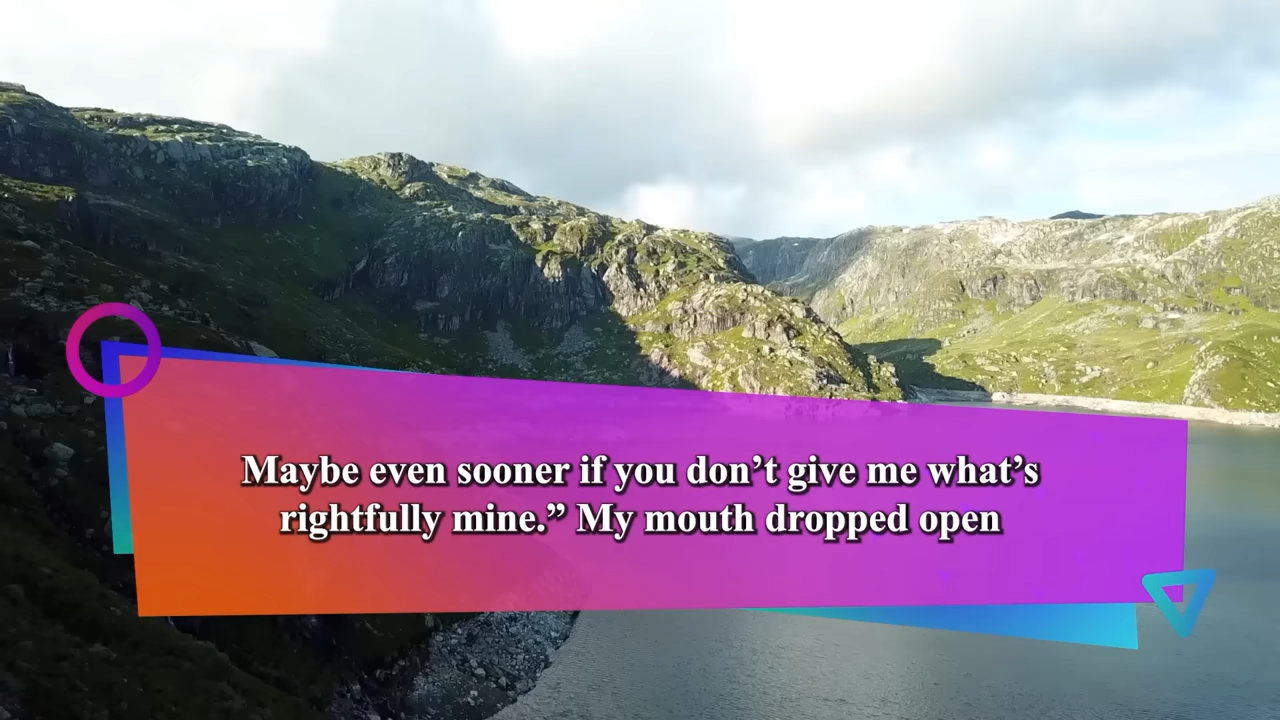 Maybe even sooner if you don’t give me what’s
rightfully mine.” My mouth dropped open